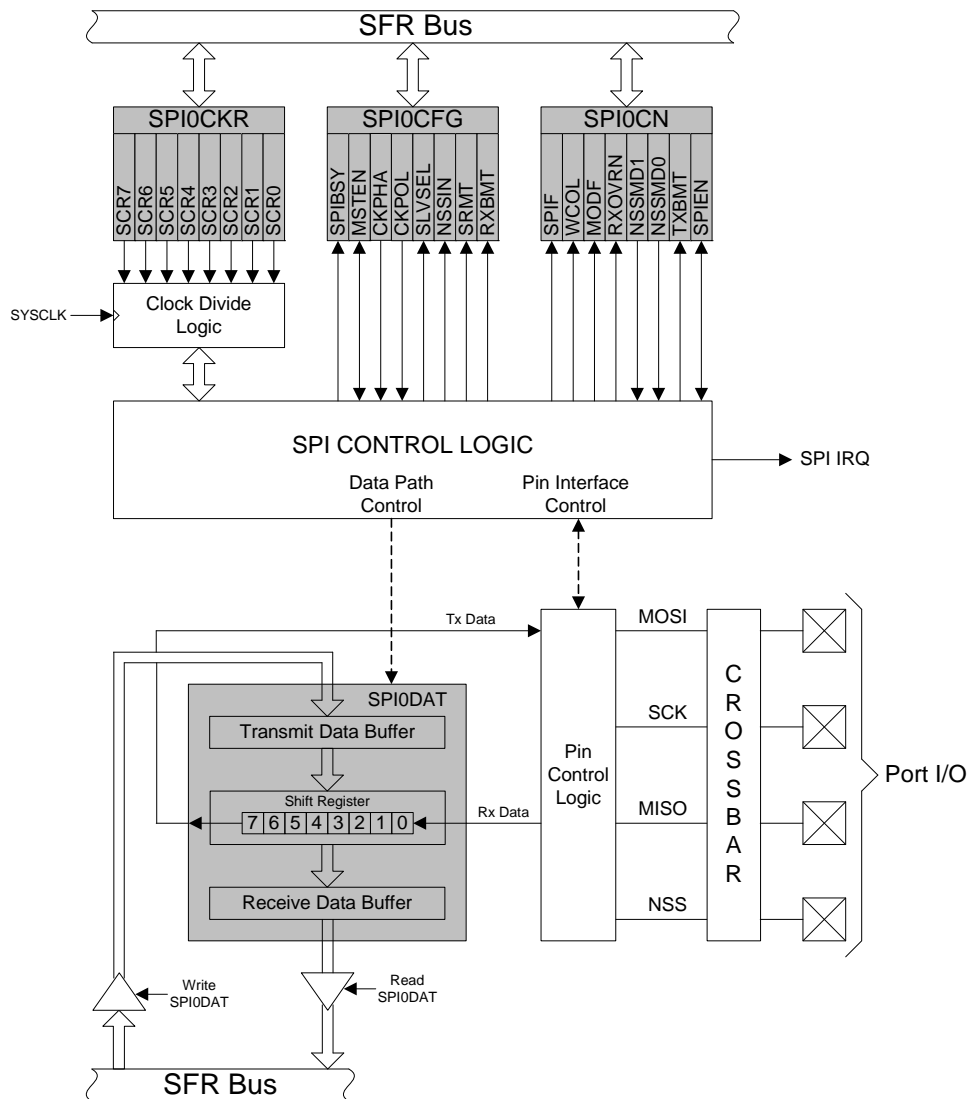 SFR Bus
SPI0CKR
SPI0CFG
SPI0CN
SCR7
SCR6
SCR5
SCR4
SCR3
SCR2
SCR1
SCR0
SPIBSY
MSTEN
CKPHA
CKPOL
SLVSEL
NSSIN
SRMT
RXBMT
SPIF
WCOL
MODF
RXOVRN
NSSMD1
NSSMD0
TXBMT
SPIEN
SYSCLK
Clock Divide
Logic
SPI CONTROL LOGIC
SPI IRQ
Data Path
Control
Pin Interface
Control
Tx Data
MOSI
SPI0DAT
Transmit Data Buffer
SCK
Shift Register
7 6 5 4 3 2 1 0
Rx Data
Pin
Control
Logic
MISO
CROSSBAR
Port I/O
Receive Data Buffer
NSS
Write
SPI0DAT
Read
SPI0DAT
SFR Bus